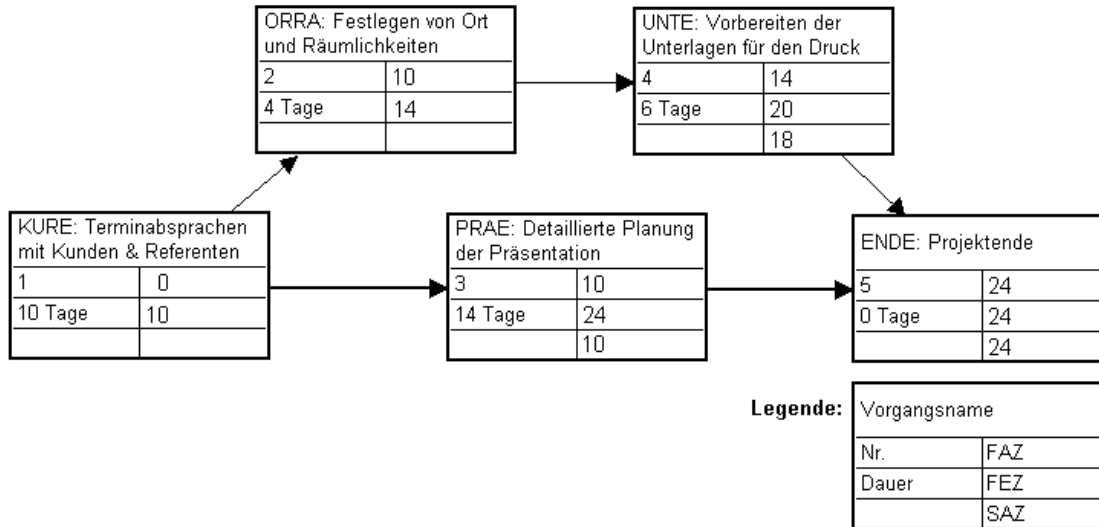 ORRA: Festlegen von Ort
und Räumlichkeiten
2 10
4 Tage 14
UNTE: Vorbereiten der
Unterlagen für den Druck
4 14
6 Tage 20
18
KURE: Terminabsprachen
mit Kunden & Referenten
1 0
10 Tage 10
PRAE: Detaillierte Planung
der Präsentation
3 10
14 Tage 24
10
ENDE: Projektende
5 24
0 Tage 24
24
Legende:
Vorgangsname
Nr. FAZ
Dauer FEZ
SAZ